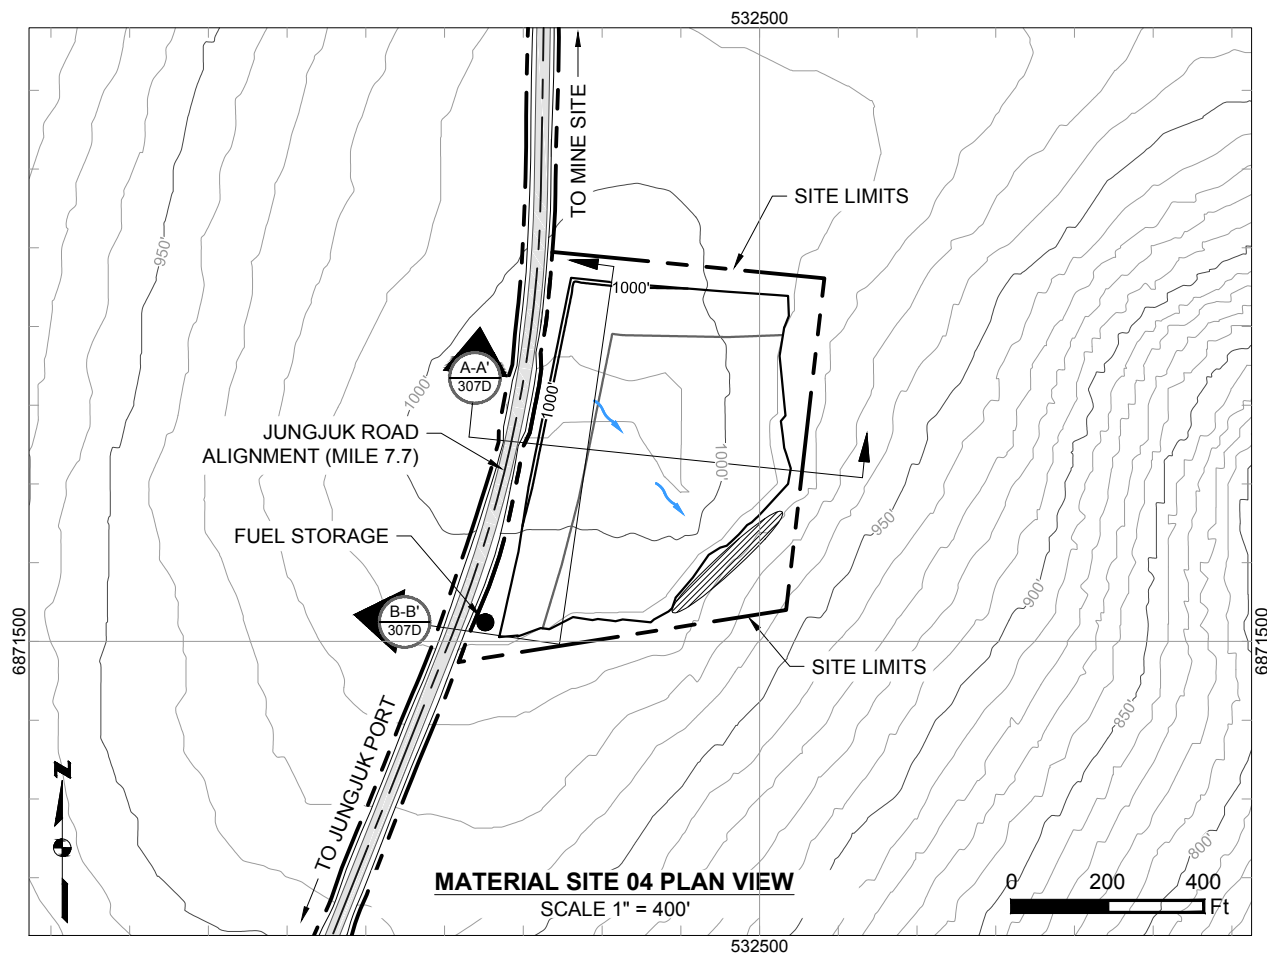 532500
TO MINE SITE
SITE LIMITS
950'
1000'
A-A'
307D
1000'
1000'
JUNGJUK ROAD
ALIGNMENT (MILE 7.7)
1000'
950'
FUEL STORAGE
B-B'
307D
900'
6871500
6871500
SITE LIMITS
850'
TO JUNGJUK PORT
Z
800'
MATERIAL SITE 04 PLAN VIEW
SCALE 1" = 400'
0 200 400
Ft
532500